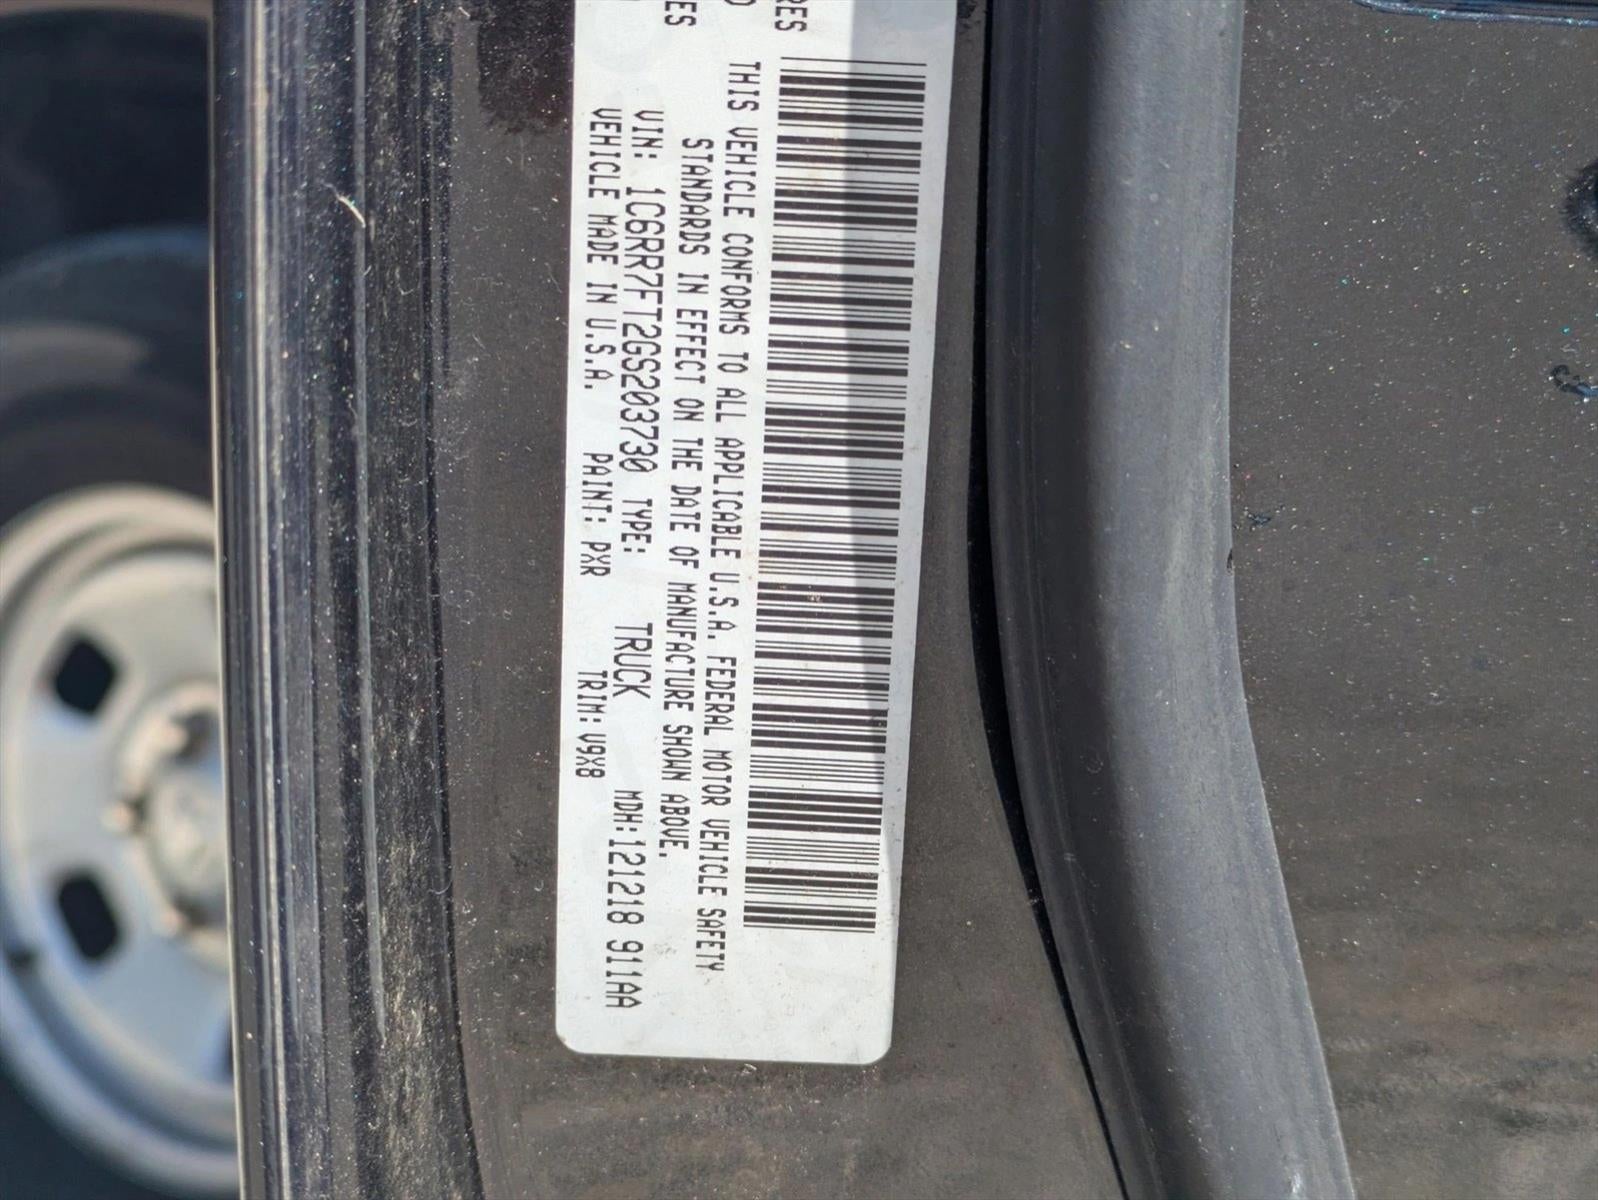 THIS VEHICLE CONFORMS TO ALL APPLICABLE U.S.A. FEDERAL MOTOR VEHICLE SAFETY
STANDARDS IN EFFECT ON THE DATE OF MANUFACTURE SHOWN ABOVE.
VIN: 1C6RR7FT2GS203730 TYPE: TRUCK MDH:121218 911AA
VEHICLE MADE IN U.S.A. PAINT: PXR TRIM: V9X8